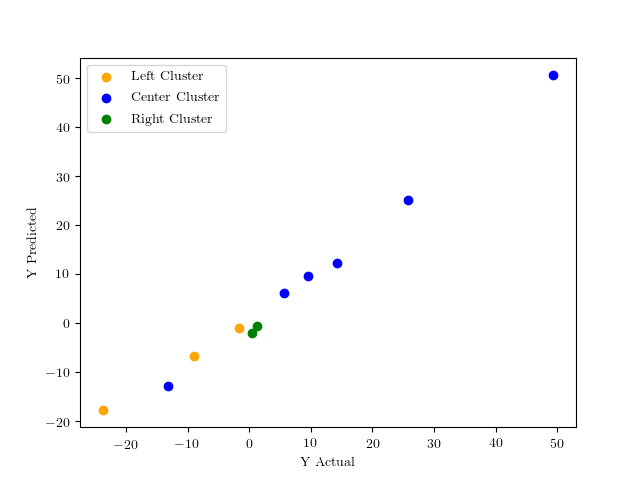 Left Cluster
Center Cluster
Right Cluster
50
40
30
20
10
0
−10
−20
Y Predicted
−20 −10 0 10 20 30 40 50
Y Actual